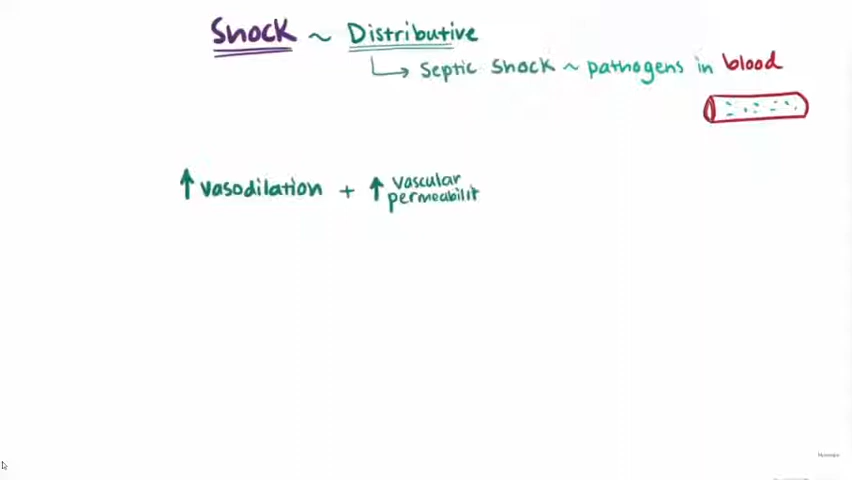 Shock ~ Distributive
Septic Shock ~ pathogens in blood
↑ vasodilation + ↑ vascular
permeabilit